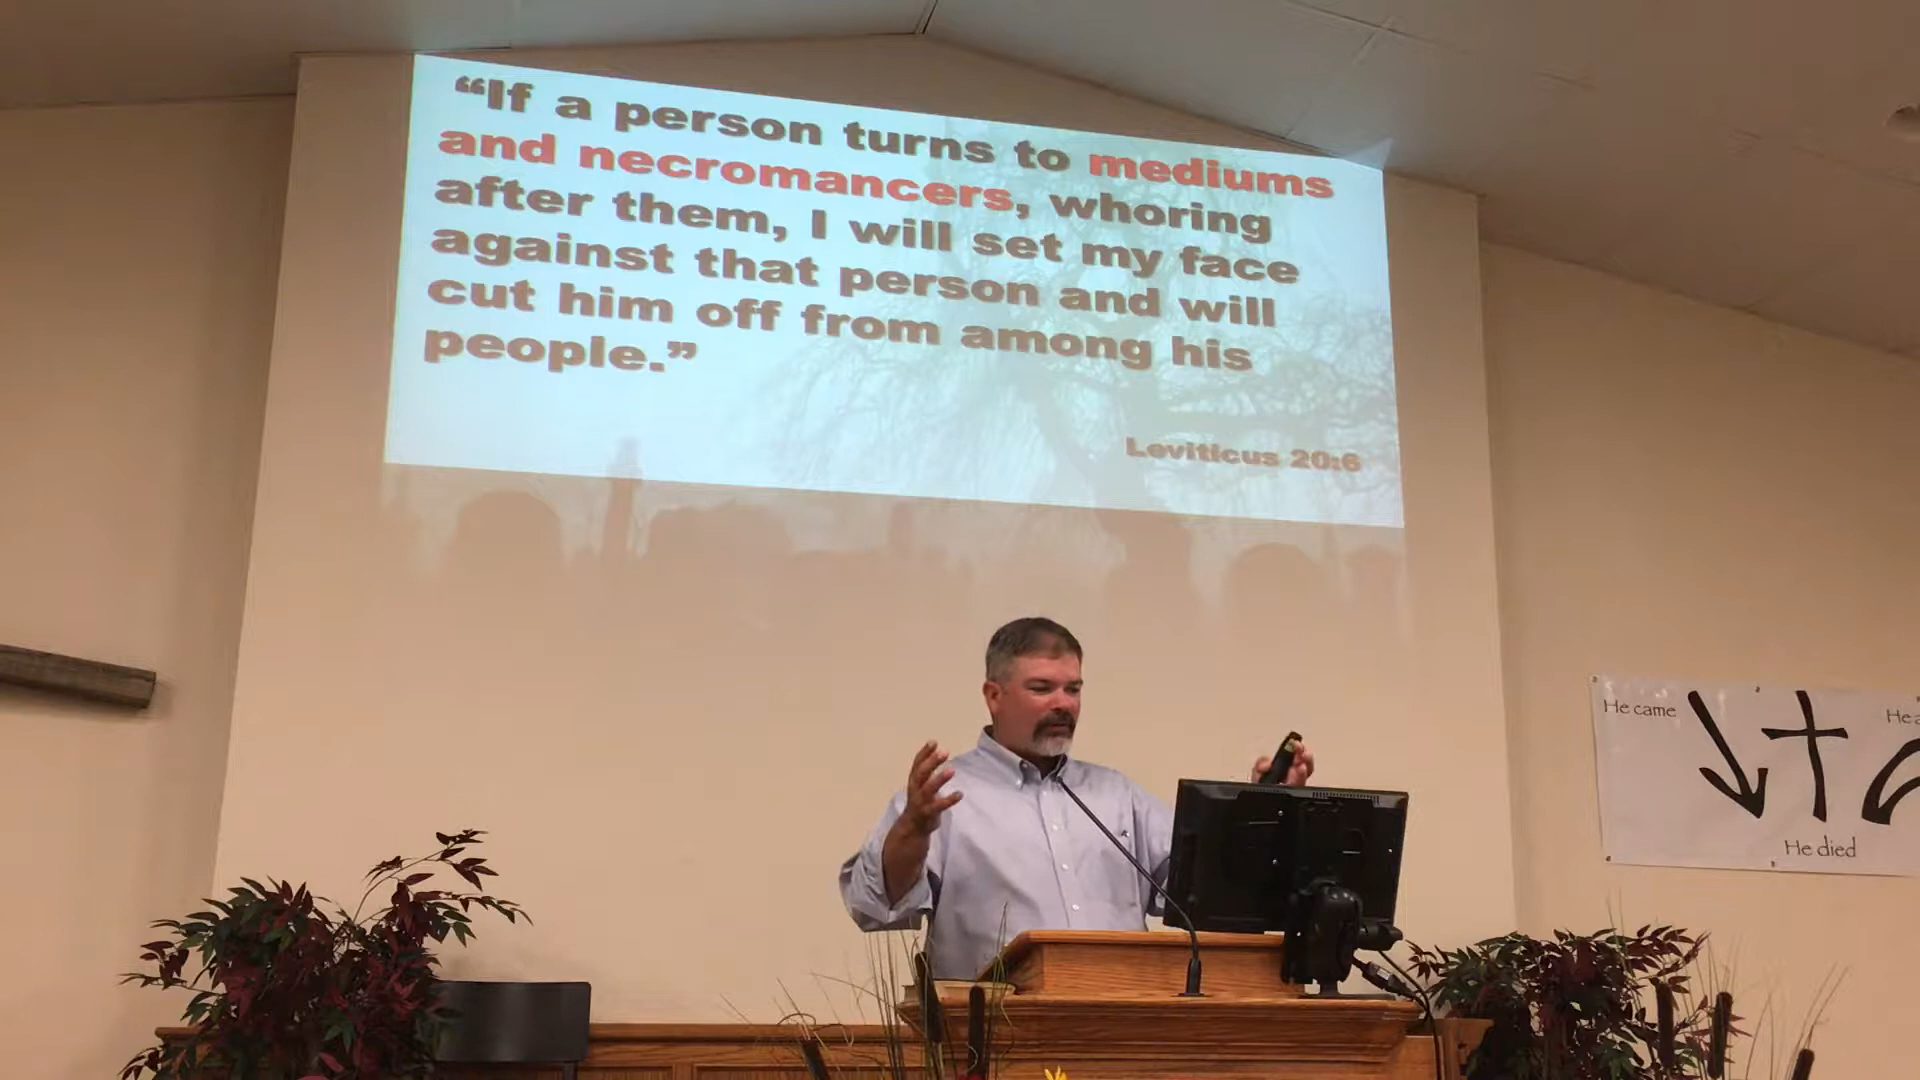 “If a person turns to mediums
and necromancers, whoring
after them, I will set my face
against that person and will
cut him off from among his
people.”
Leviticus 20:6
He came
He died